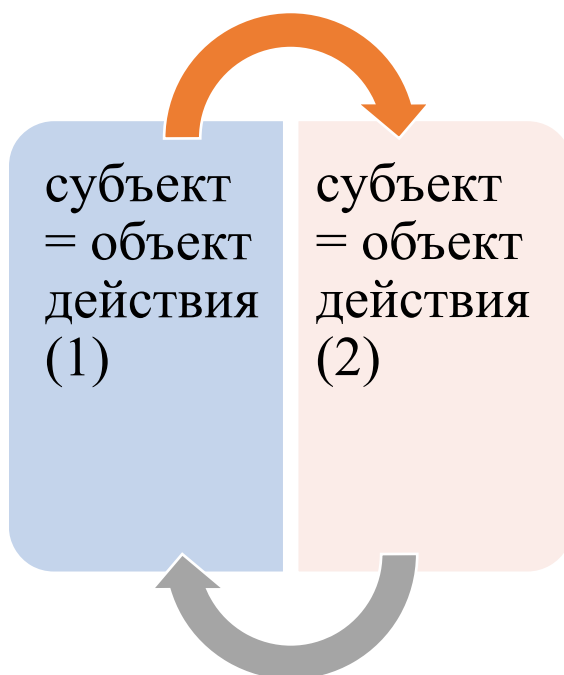 субъект
= объект
действия
(1)
субъект
= объект
действия
(2)